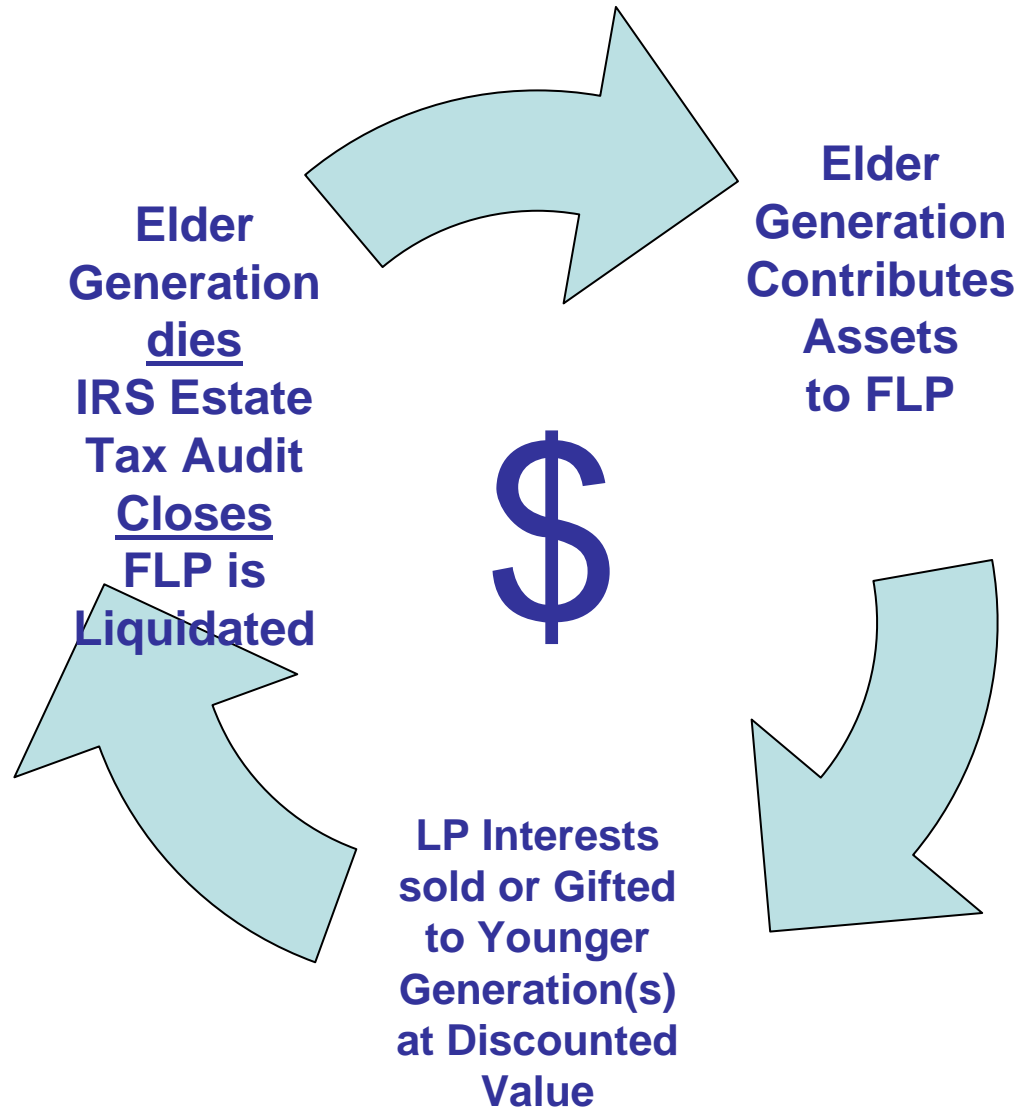 Elder
Generation
Contributes
Assets
to FLP
LP Interests
sold or Gifted
to Younger
Generation(s)
at Discounted
Value
Elder
Generation
dies
IRS Estate
Tax Audit
Closes
FLP is
Liquidated
$